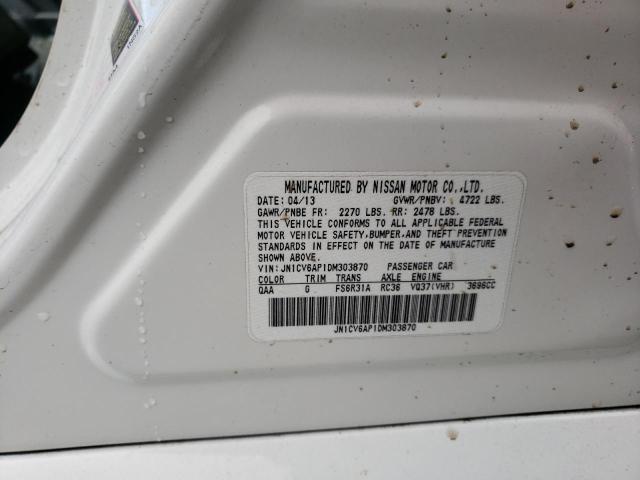 MANUFACTURED BY NISSAN MOTOR CO.,LTD.
DATE: 04/13 GVWR/PNBV: 4722 LBS.
GAWR/PNBE FR: 2270 LBS. RR: 2478 LBS.
THIS VEHICLE CONFORMS TO ALL APPLICABLE FEDERAL
MOTOR VEHICLE SAFETY,BUMPER,AND THEFT PREVENTION
STANDARDS IN EFFECT ON THE DATE OF MANUFACTURE
SHOWN ABOVE.
VIN: JN1CV6AP1DM303870 PASSENGER CAR
COLOR TRIM TRANS AXLE ENGINE
QAA G FS6R31A RC36 VQ37(VHR) 3696CC
JN1CV6AP1DM303870